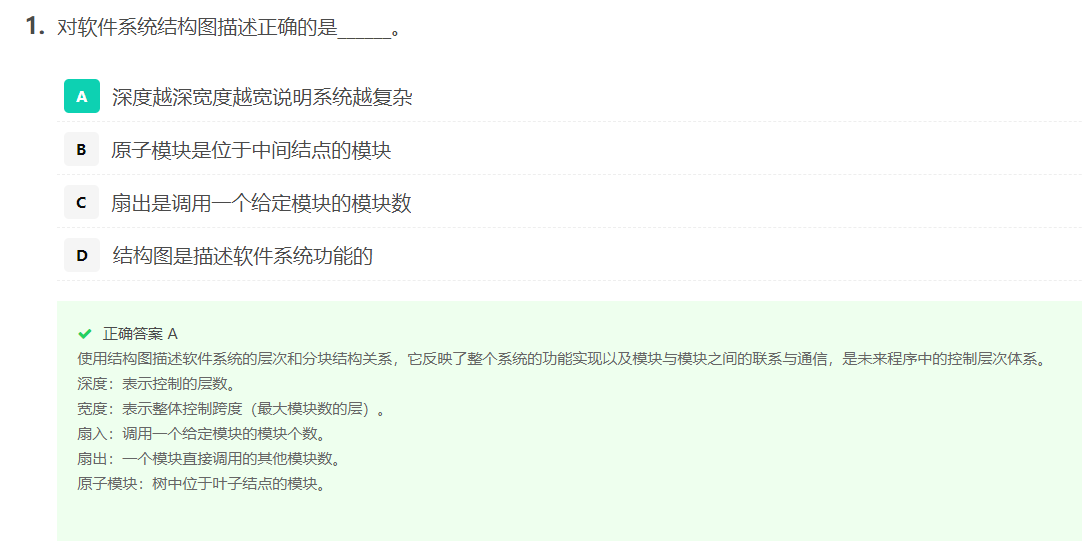 1. 对软件系统结构图描述正确的是______。
A 深度越深宽度越宽说明系统越复杂
B 原子模块是位于中间结点的模块
C 扇出是调用一个给定模块的模块数
D 结构图是描述软件系统功能的
正确答案 A
使用结构图描述软件系统的层次和分块结构关系，它反映了整个系统的功能实现以及模块与模块之间的联系与通信，是未来程序中的控制层次体系。
深度：表示控制的层数。
宽度：表示整体控制跨度（最大模块数的层）。
扇入：调用一个给定模块的模块个数。
扇出：一个模块直接调用的其他模块数。
原子模块：树中位于叶子结点的模块。